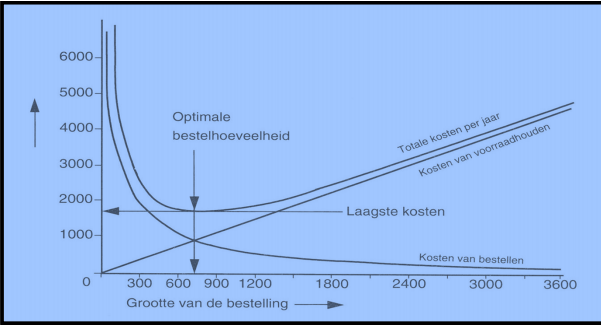 6000
5000
4000
3000
2000
1000
0
Optimale
bestelhoeveelheid
Totale kosten per jaar
Kosten van voorraadhouden
Laagste kosten
Kosten van bestellen
300 600 900 1200 1800 2400 3000 3600
Grootte van de bestelling